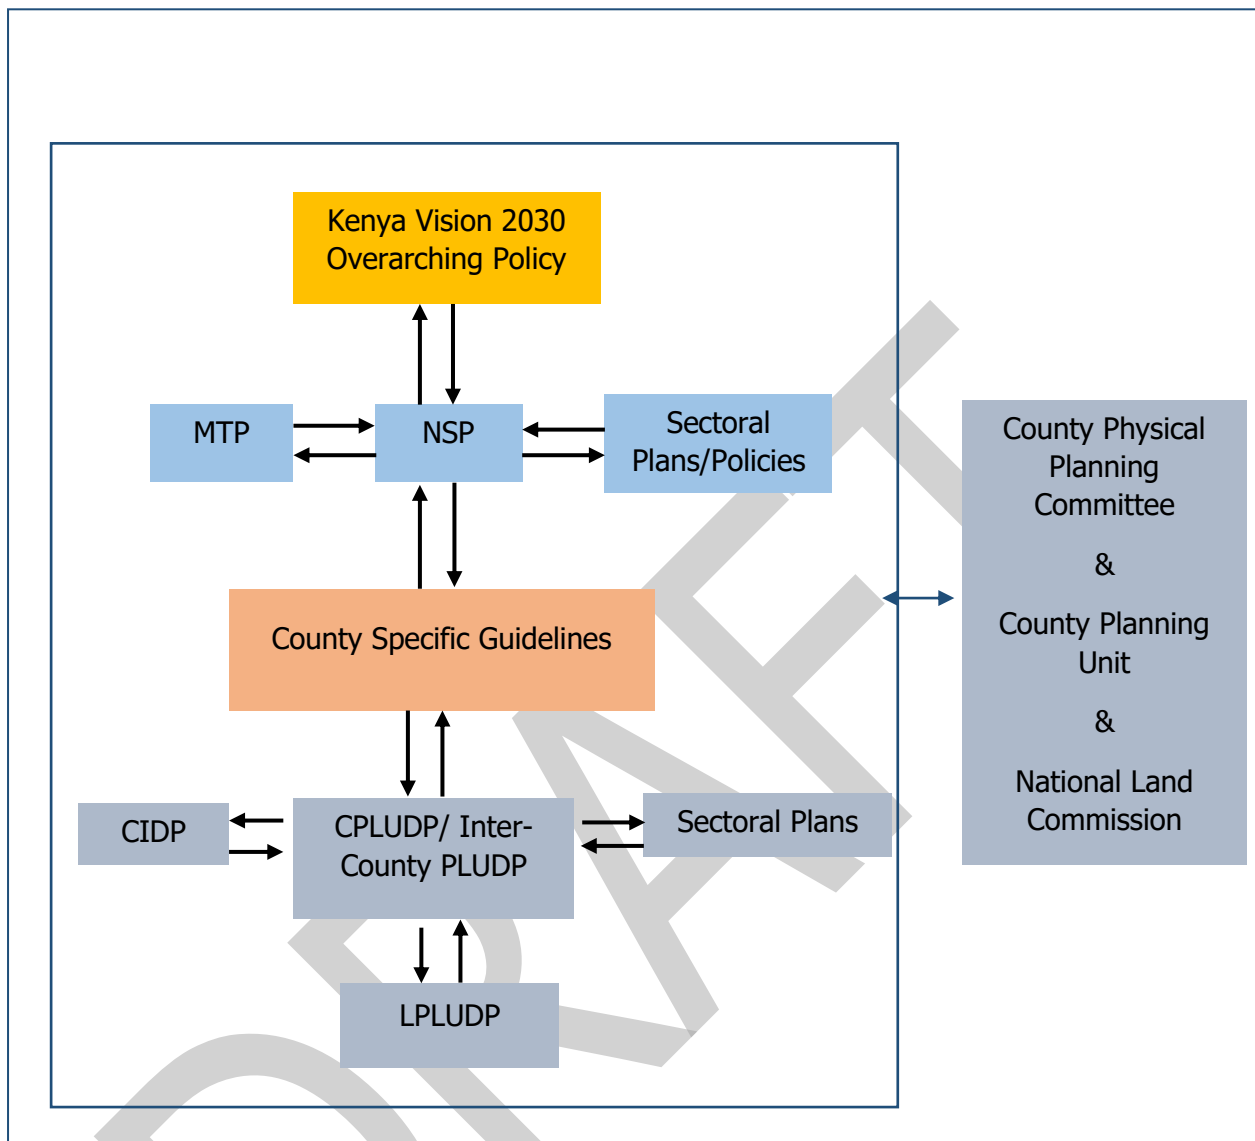 Kenya Vision 2030
Overarching Policy
MTP
NSP
Sectoral
Plans/Policies
County Specific Guidelines
CIDP
CPLUDP/ Inter-
County PLUDP
Sectoral Plans
LPLUDP
County Physical
Planning
Committee
&
County Planning
Unit
&
National Land
Commission
DRAFT